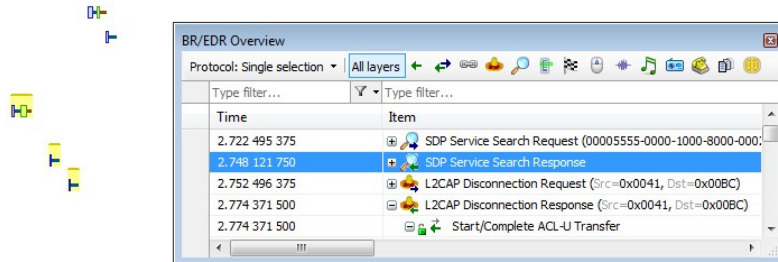 BR/EDR Overview
Protocol: Single selection All layers
Type filter... Type filter...
Time Item
2.722 495 375 SDP Service Search Request (00005555-0000-1000-8000-0002
2.748 121 750 SDP Service Search Response
2.752 496 375 L2CAP Disconnection Request (Src=0x0041, Dst=0x00BC)
2.774 371 500 L2CAP Disconnection Response (Src=0x0041, Dst=0x00BC)
2.774 371 500 Start/Complete ACL-U Transfer